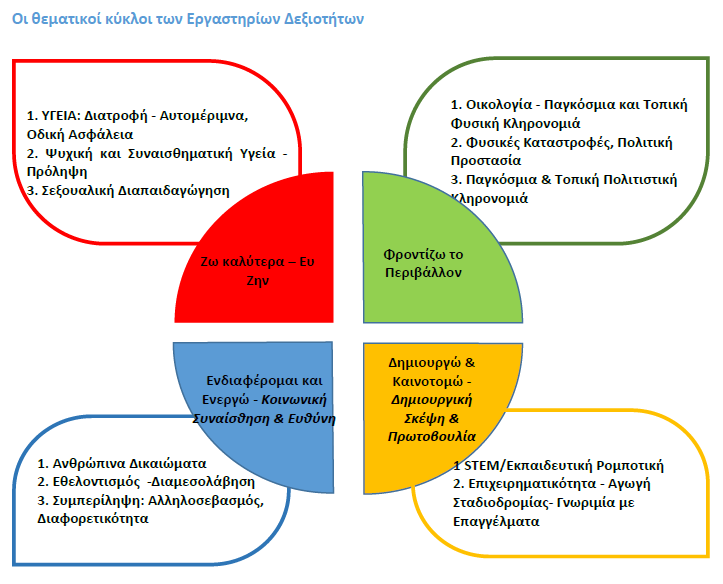 Οι θεματικοί κύκλοι των Εργαστηρίων Δεξιοτήτων
1. ΥΓΕΙΑ: Διατροφή - Αυτομέριμνα,
Οδική Ασφάλεια
2. Ψυχική και Συναισθηματική Υγεία -
Πρόληψη
3. Σεξουαλική Διαπαιδαγώγηση
1. Οικολογία - Παγκόσμια και Τοπική
Φυσική Κληρονομιά
2. Φυσικές Καταστροφές, Πολιτική
Προστασία
3. Παγκόσμια & Τοπική Πολιτιστική
Κληρονομιά
Ζω καλύτερα – Ευ
Ζην
Φροντίζω το
Περιβάλλον
Ενδιαφέρομαι και
Ενεργώ - Κοινωνική
Συναίσθηση & Ευθύνη
Δημιουργώ &
Καινοτομώ -
Δημιουργική
Σκέψη &
Πρωτοβουλία
1. Ανθρώπινα Δικαιώματα
2. Εθελοντισμός -Διαμεσολάβηση
3. Συμπερίληψη: Αλληλοσεβασμός,
Διαφορετικότητα
1 STEM/Εκπαιδευτική Ρομποτική
2. Επιχειρηματικότητα - Αγωγή
Σταδιοδρομίας- Γνωριμία με
Επαγγέλματα